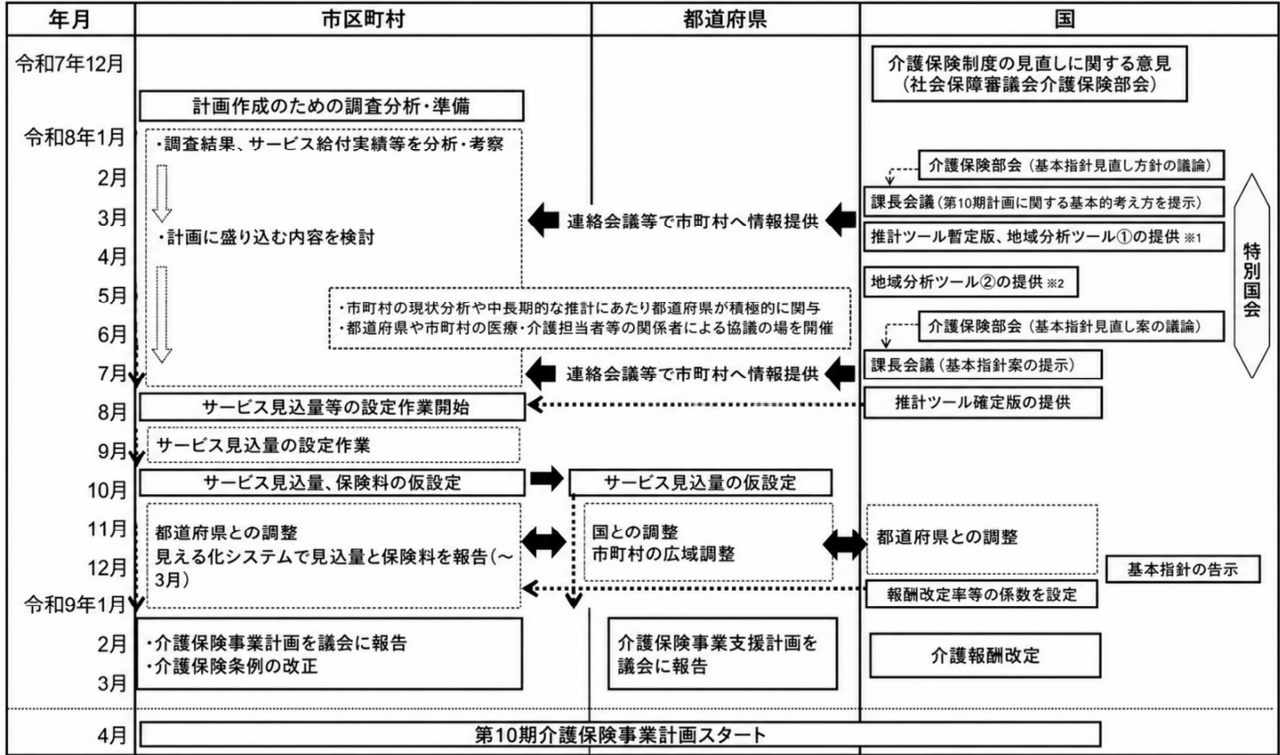 年月
市区町村
都道府県
国
令和7年12月
介護保険制度の見直しに関する意見
(社会保障審議会介護保険部会)
計画作成のための調査分析・準備
令和8年1月
・調査結果、サービス給付実績等を分析・考察
2月
介護保険部会(基本指針見直し方針の議論)
課長会議(第10期計画に関する基本的考え方を提示)
3月
連絡会議等で市町村へ情報提供
・計画に盛り込む内容を検討
推計ツール暫定版、地域分析ツール①の提供 ※1
特別国会
4月
地域分析ツール②の提供 ※2
5月
・市町村の現状分析や中長期的な推計にあたり都道府県が積極的に関与
・都道府県や市町村の医療・介護担当者等の関係者による協議の場を開催
6月
介護保険部会(基本指針見直し案の議論)
課長会議(基本指針案の提示)
7月
連絡会議等で市町村へ情報提供
8月
サービス見込量等の設定作業開始
推計ツール確定版の提供
9月
サービス見込量の設定作業
10月
サービス見込量、保険料の仮設定
サービス見込量の仮設定
11月
都道府県との調整
見える化システムで見込量と保険料を報告(~
3月)
国との調整
市町村の広域調整
都道府県との調整
12月
基本指針の告示
令和9年1月
報酬改定率等の係数を設定
2月
・介護保険事業計画を議会に報告
・介護保険条例の改正
介護保険事業支援計画を
議会に報告
介護報酬改定
3月
4月
第10期介護保険事業計画スタート